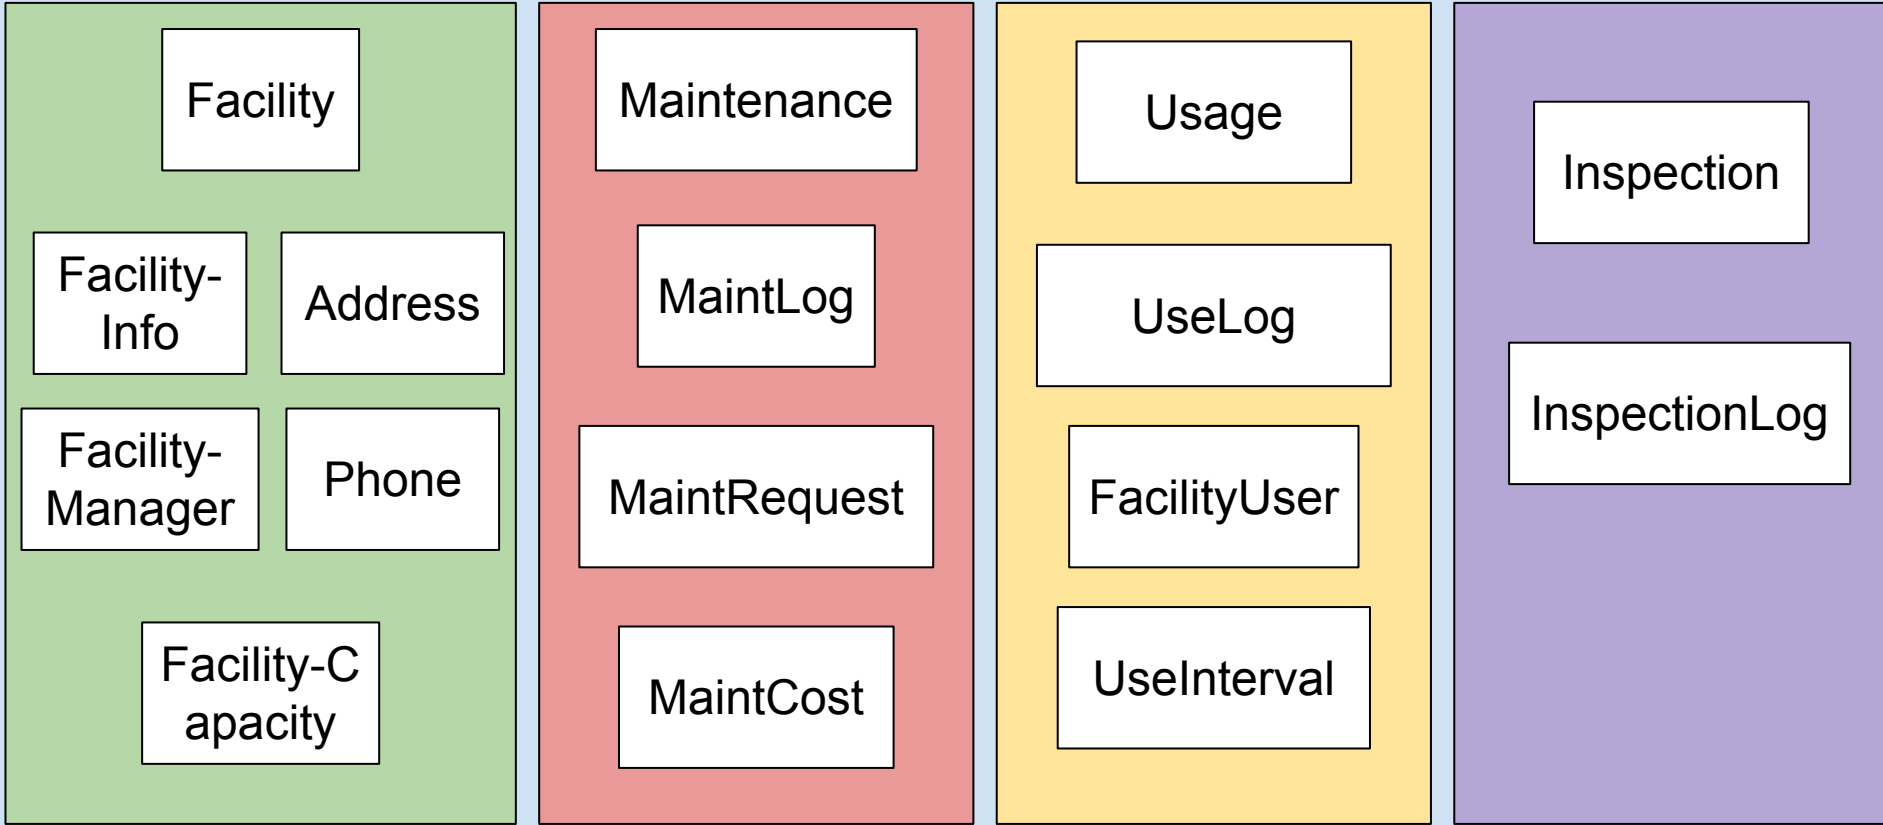 Facility
Facility-
Info
Address
Facility-
Manager
Phone
Facility-C
apacity
Maintenance
MaintLog
MaintRequest
MaintCost
Usage
UseLog
FacilityUser
UseInterval
Inspection
InspectionLog